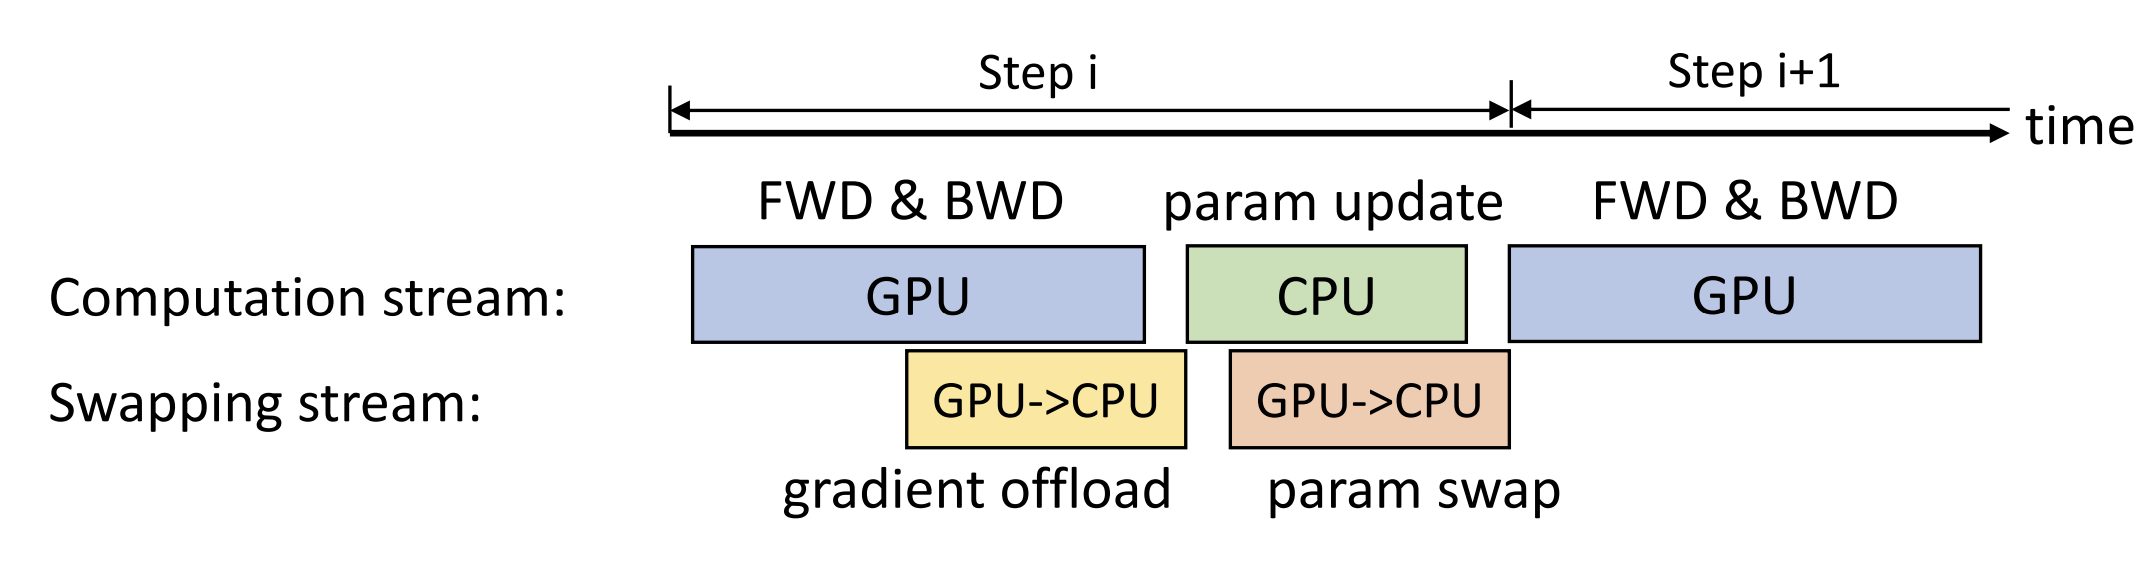 Step i
Step i+1
time
FWD & BWD
param update
FWD & BWD
Computation stream:
GPU
CPU
GPU
Swapping stream:
GPU->CPU
GPU->CPU
gradient offload
param swap